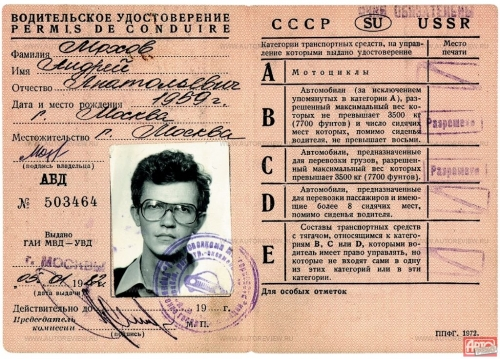 ВОДИТЕЛЬСКОЕ УДОСТОВЕРЕНИЕ
PERMIS DE CONDUIRE
Фамилия Мохов
Имя Андрей
Отчество Анатольевич
Дата и место рождения 1959 г.
г. Москва
Местожительство г. Москва
(подпись владельца)
АБД
№ 503464
Выдано
ГАИ МВД — УВД
г. МОСКВЫ
(дата выдачи)
Действительно до 19 г.
Председатель
комиссии
(подпись)
М.П.
СССР SU USSR
Категории транспортных средств, на управление которыми выдано удостоверение
Место печати
A Мотоциклы
B Автомобили (за исключением
упомянутых в категории А), разрешенный максимальный вес которых
не превышает 3500 кг
(7700 фунтов) и число сидячих
мест которых, помимо сиденья
водителя, не превышает восьми.
Разрешено
C Автомобили, предназначенные
для перевозки грузов, разрешенный
максимальный вес которых
превышает 3500 кг (7700 фунтов).
Разрешено
D Автомобили, предназначенные
для перевозки пассажиров и имеющие
более 8 сидячих мест,
помимо сиденья водителя.
E Составы транспортных средств
с тягачом, относящимся к категориям
B, C или D, которыми водитель
имеет право управлять, но
которые не входят сами в одну
из этих категорий или в эти
категории.
Для особых отметок
ППФГ. 1972.